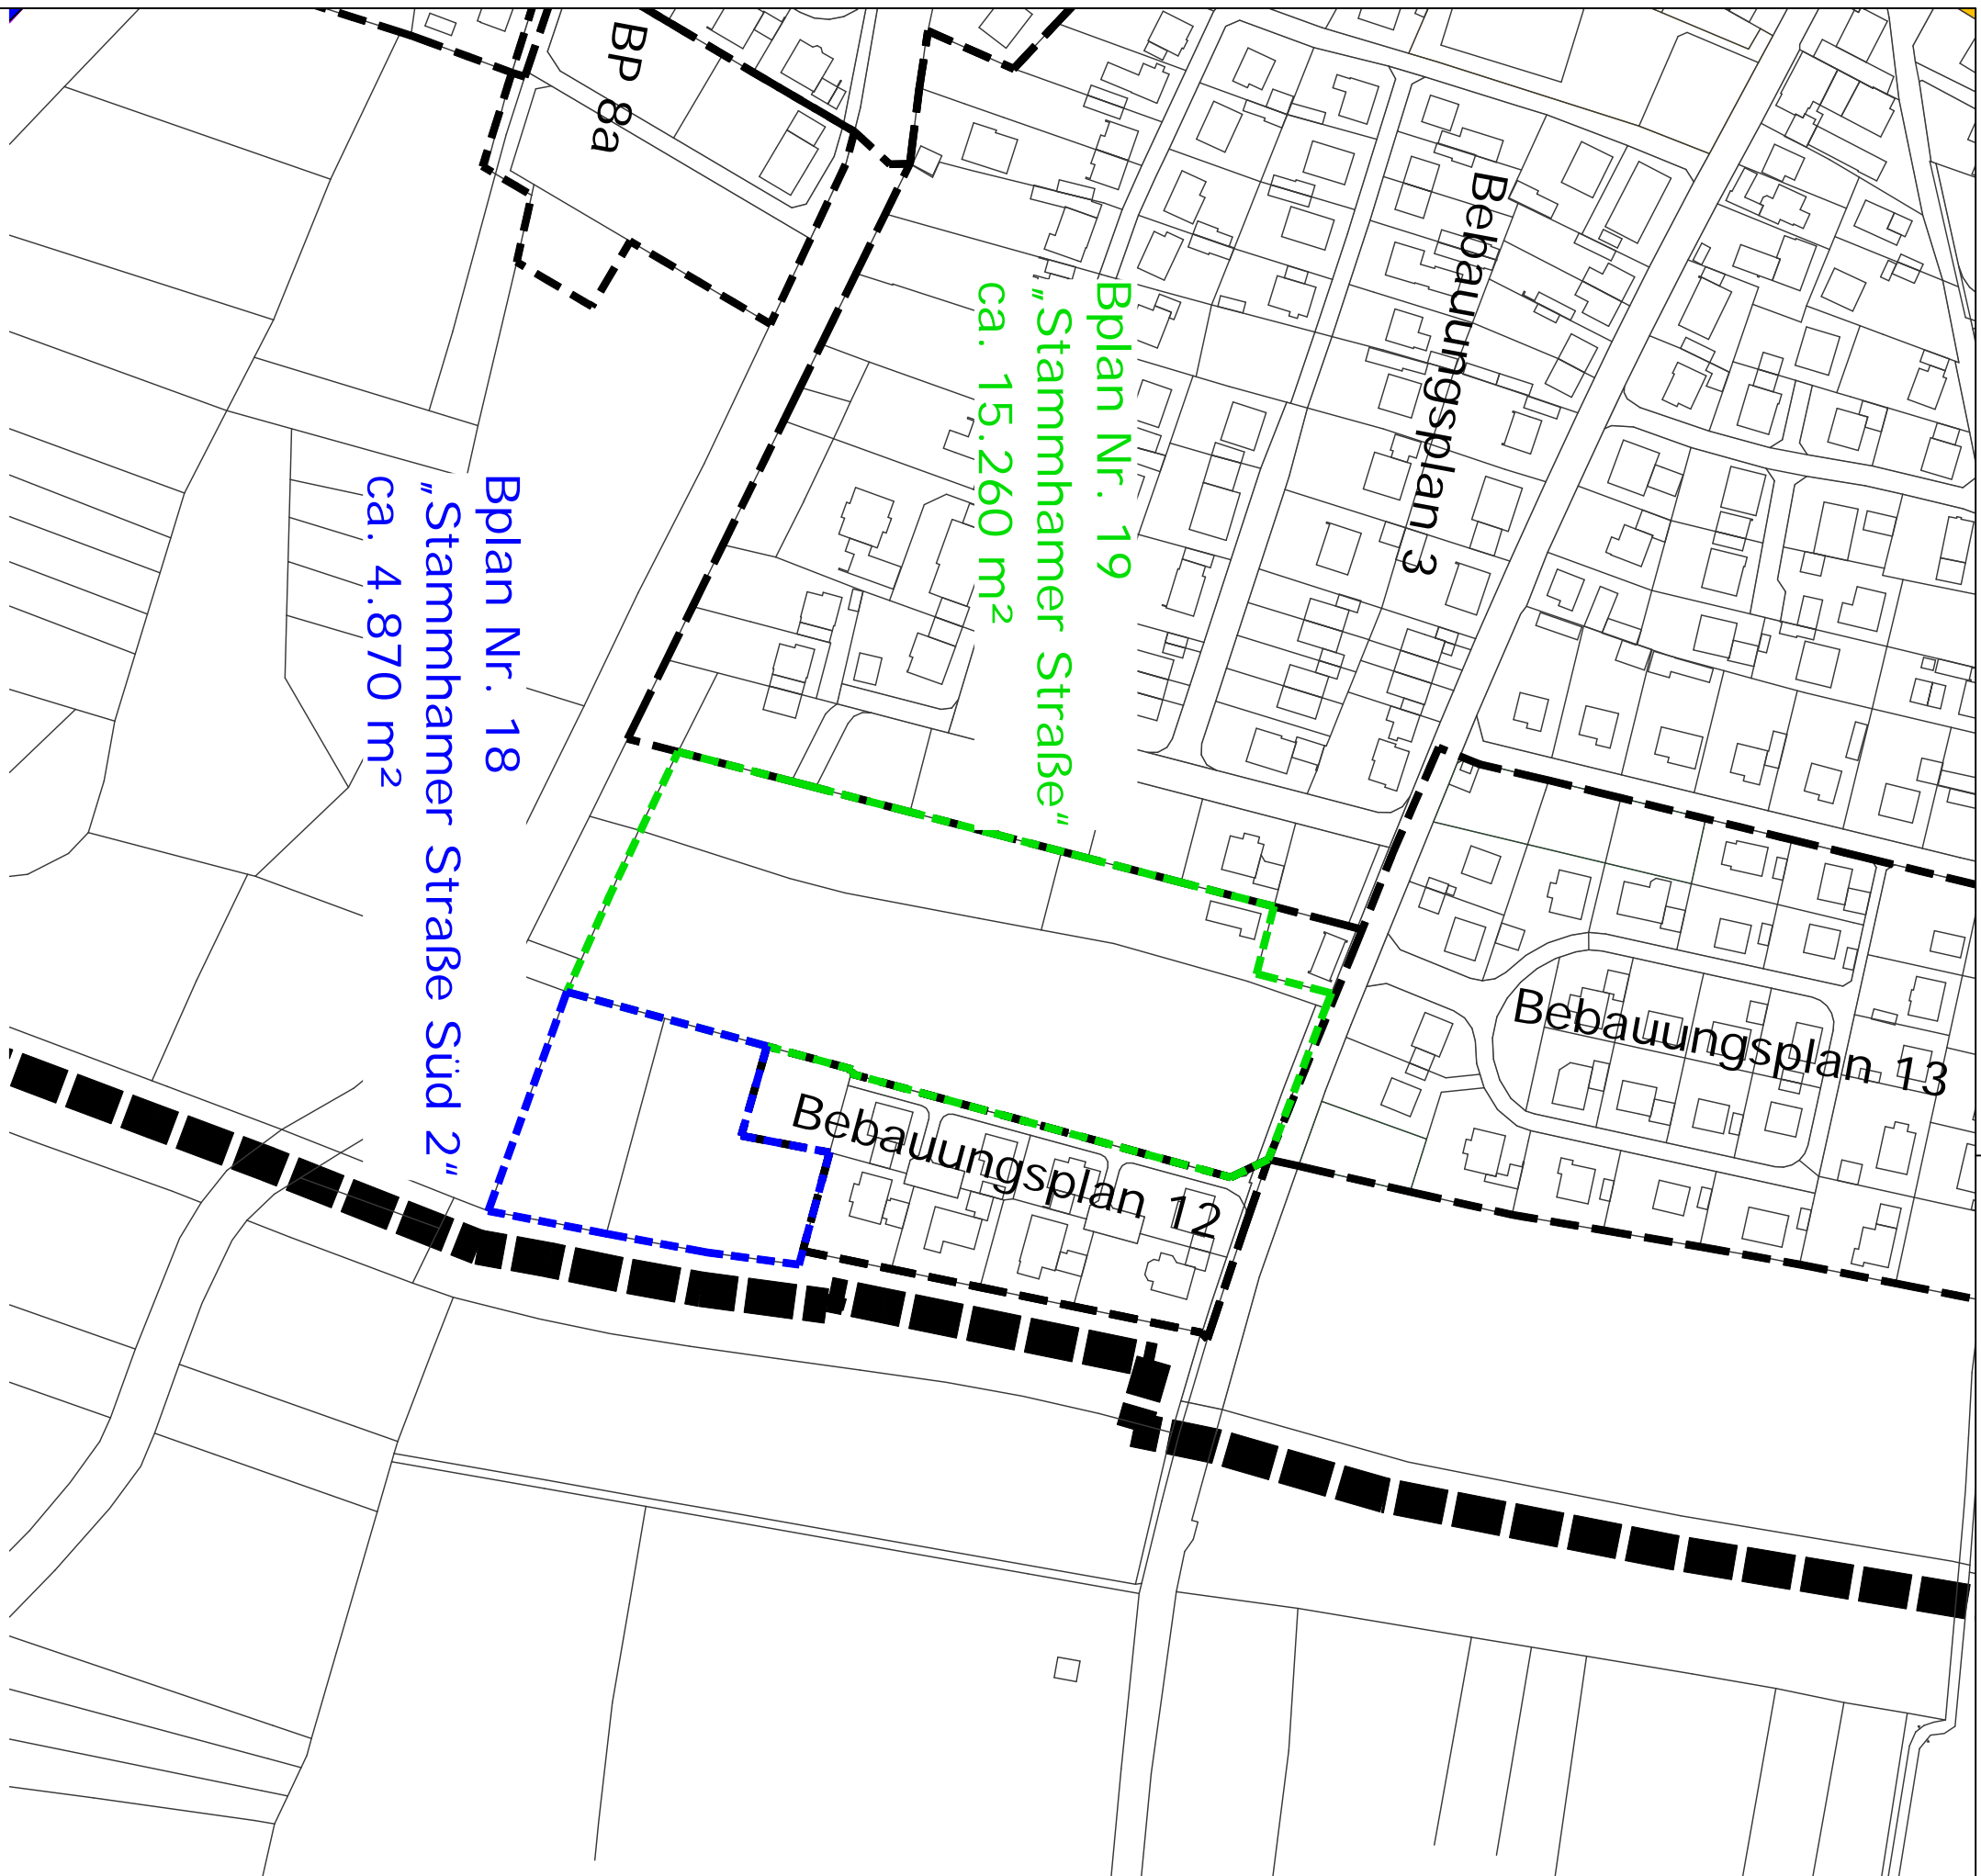 BP 8a
Bebauungsplan 3
Bplan Nr. 19
„Stammhamer Straße“
ca. 15.260 m²
Bplan Nr. 18
„Stammhamer Straße Süd 2“
ca. 4.870 m²
Bebauungsplan 13
Bebauungsplan 12